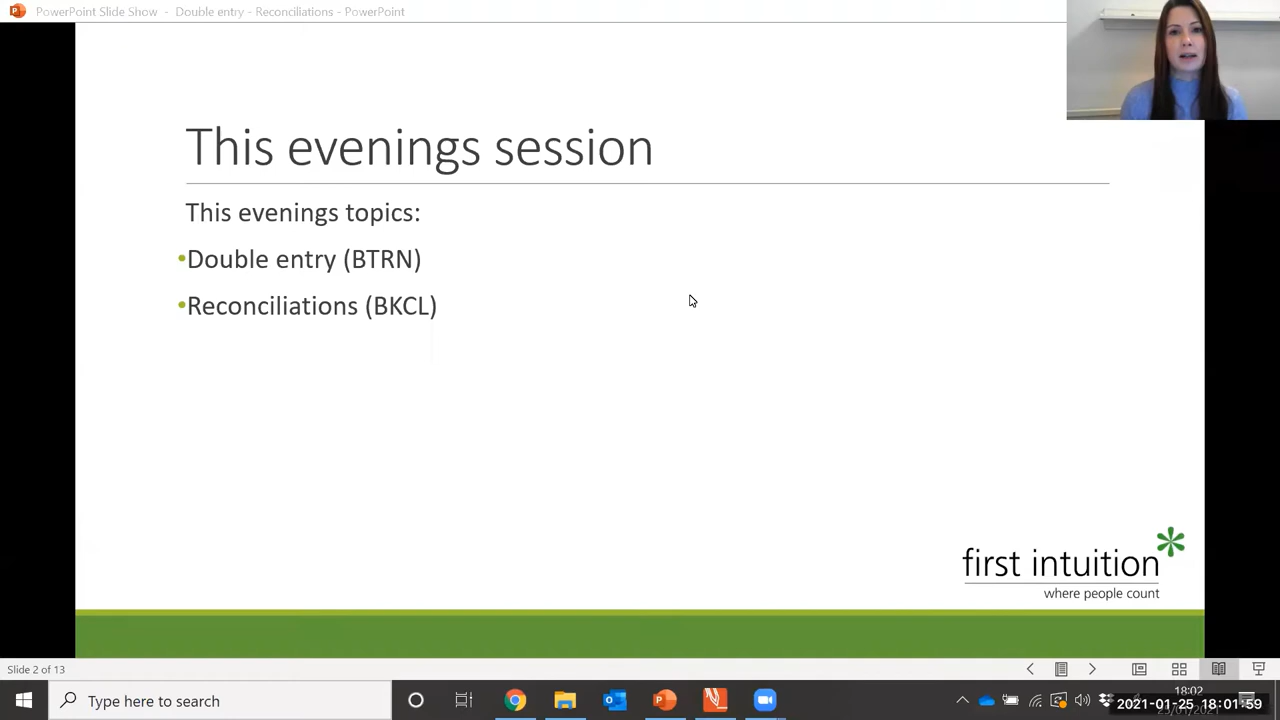 PowerPoint Slide Show - Double entry - Reconciliations - PowerPoint
This evenings session
This evenings topics:
•Double entry (BTRN)
•Reconciliations (BKCL)
first intuition
where people count
Slide 2 of 13
Type here to search
18:02
2021-01-25 18:01:59